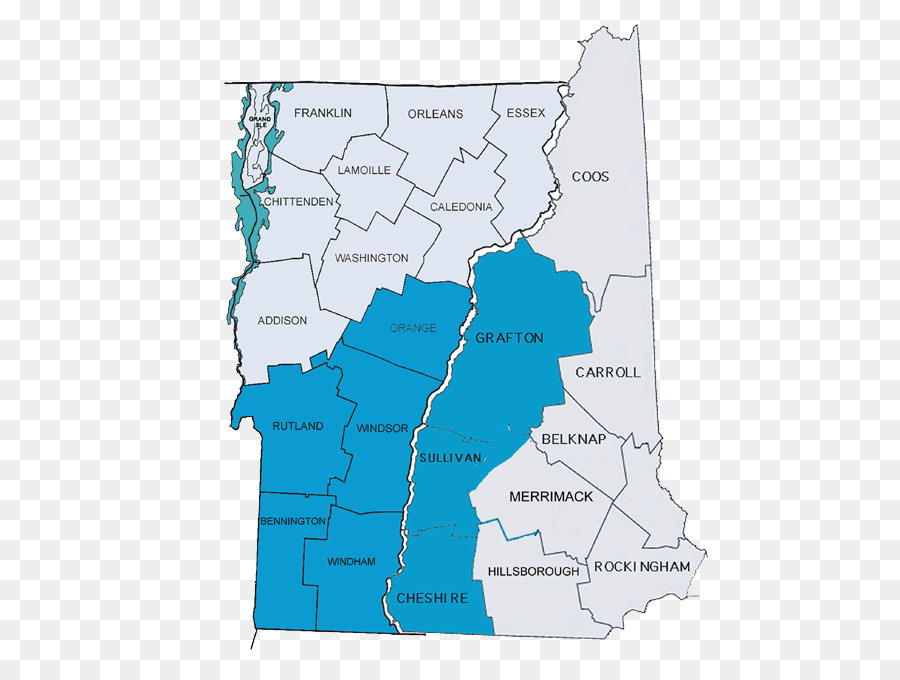 FRANKLIN
ORLEANS
ESSEX
GRAND
ISLE
LAMOILLE
COOS
CHITTENDEN
CALEDONIA
WASHINGTON
ADDISON
ORANGE
GRAFTON
CARROLL
RUTLAND
WINDSOR
BELKNAP
SULLIVAN
MERRIMACK
BENNINGTON
WINDHAM
HILLSBOROUGH
ROCKINGHAM
CHESHIRE